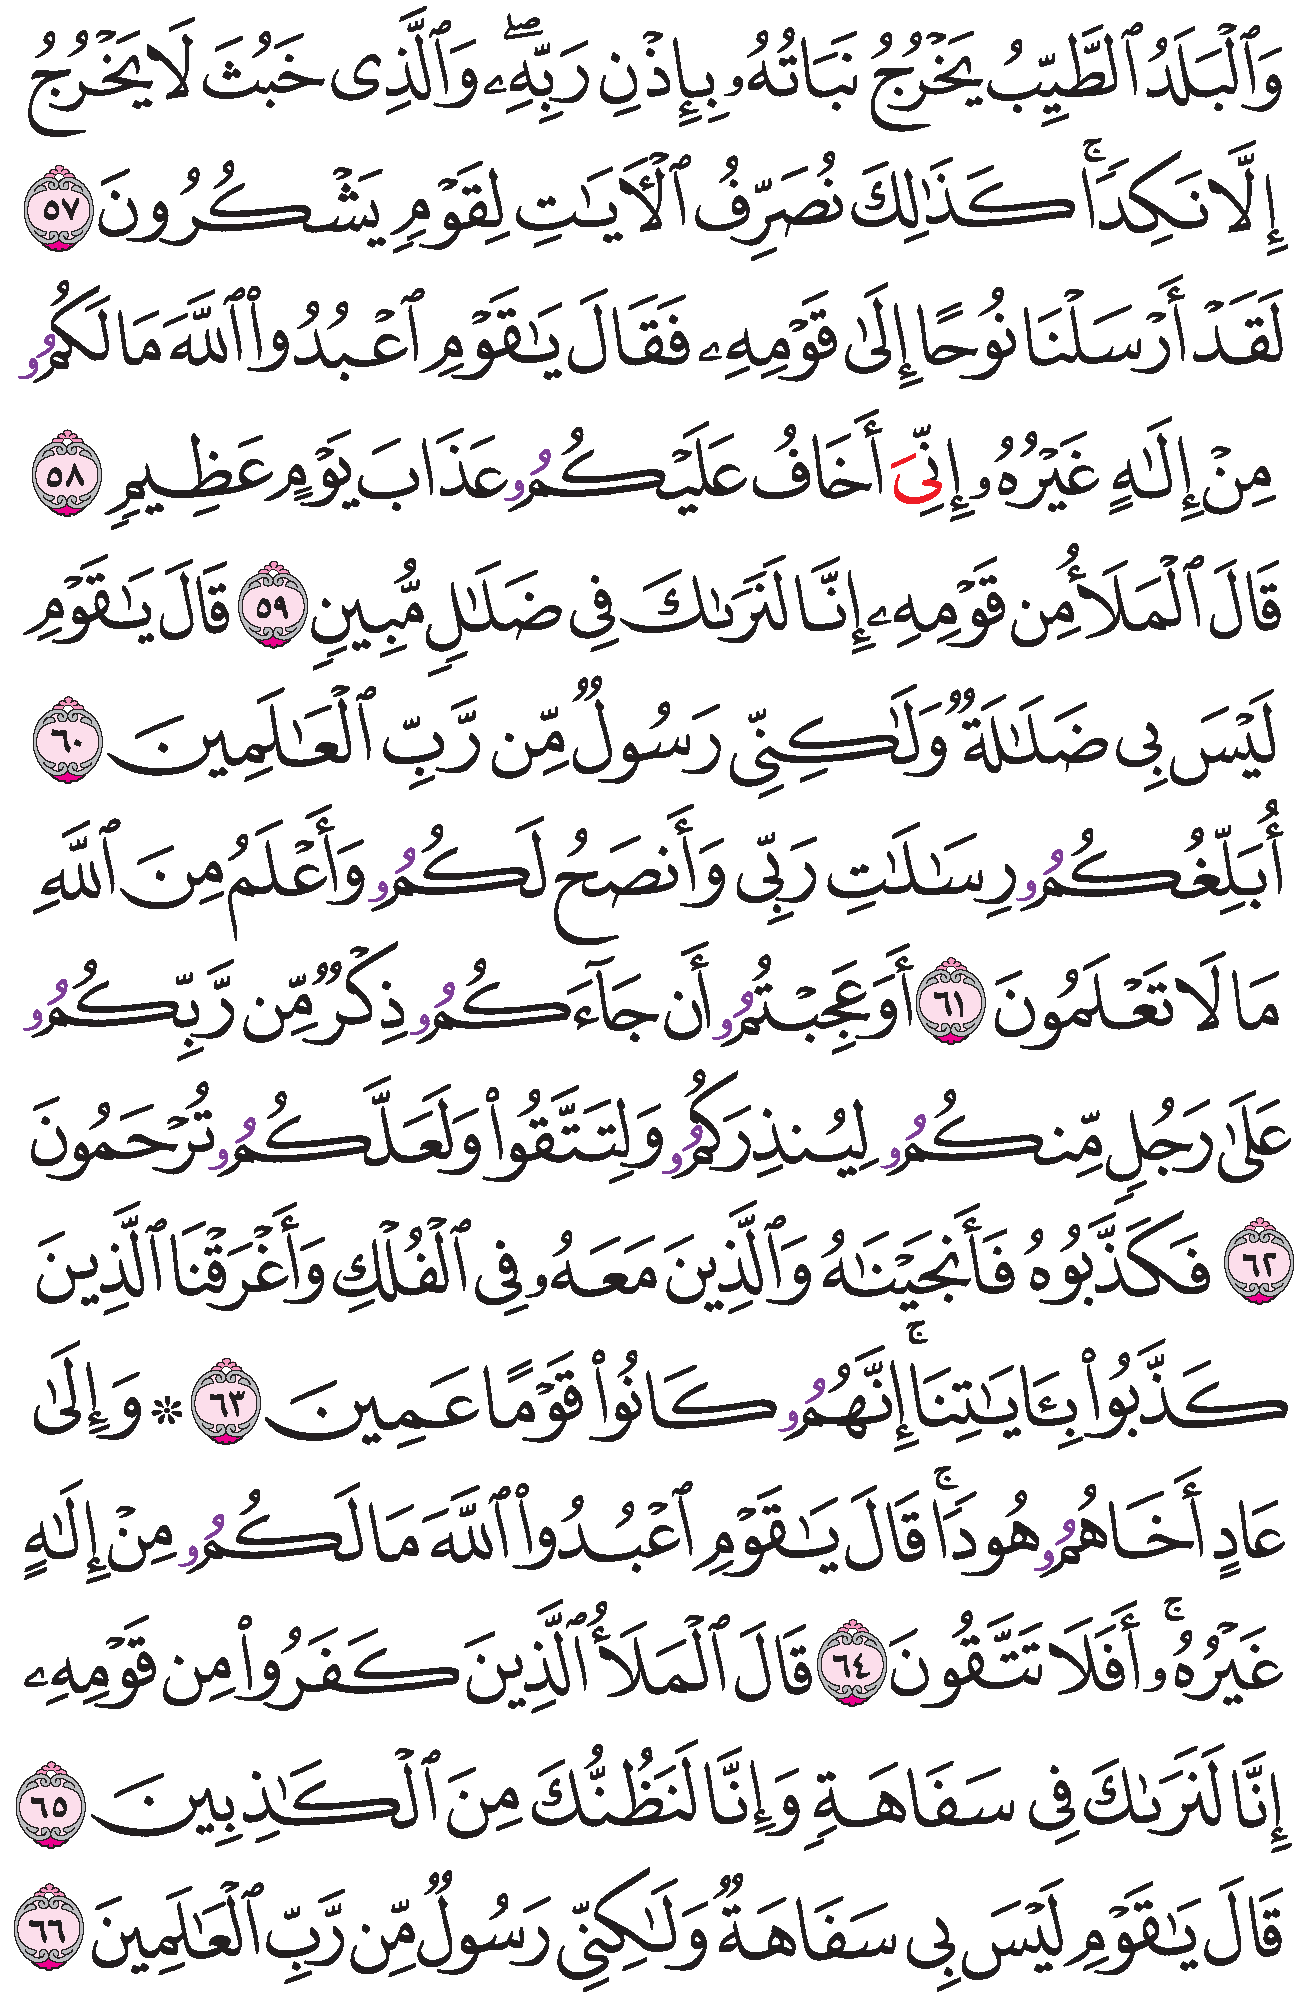 وَٱلْبَلَدُ ٱلطَّيِّبُ يَخْرُجُ نَبَاتُهُۥ بِإِذْنِ رَبِّهِۦۖ وَٱلَّذِى خَبُثَ لَا يَخْرُجُ
إِلَّا نَكِدًاۚ كَذَٰلِكَ نُصَرِّفُ ٱلْأٓيَٰتِ لِقَوْمٍ يَشْكُرُونَ ٥٧
لَقَدْ أَرْسَلْنَا نُوحًا إِلَىٰ قَوْمِهِۦ فَقَالَ يَٰقَوْمِ ٱعْبُدُوا۟ ٱللَّهَ مَا لَكُمُۥ
مِنْ إِلَٰهٍ غَيْرُهُۥ إِنِّىَ أَخَافُ عَلَيْكُمُۥ عَذَابَ يَوْمٍ عَظِيمٍ ٥٨
قَالَ ٱلْمَلَأُ مِن قَوْمِهِۦ إِنَّا لَنَرَىٰكَ فِى ضَلَٰلٍ مُّبِينٍ ٥٩ قَالَ يَٰقَوْمِ
لَيْسَ بِى ضَلَٰلَةٌ وَلَٰكِنِّى رَسُولٌ مِّن رَّبِّ ٱلْعَٰلَمِينَ ٦٠
أُبَلِّغُكُمُۥ رِسَٰلَٰتِ رَبِّى وَأَنصَحُ لَكُمُۥ وَأَعْلَمُ مِنَ ٱللَّهِ
مَا لَا تَعْلَمُونَ ٦١ أَوَعَجِبْتُمُۥ أَن جَآءَكُمُۥ ذِكْرٌ مِّن رَّبِّكُمُۥ
عَلَىٰ رَجُلٍ مِّنكُمُۥ لِيُنذِرَكُمُۥ وَلِتَتَّقُوا۟ وَلَعَلَّكُمُۥ تُرْحَمُونَ
٦٢ فَكَذَّبُوهُ فَأَنجَيْنَٰهُ وَٱلَّذِينَ مَعَهُۥ فِى ٱلْفُلْكِ وَأَغْرَقْنَا ٱلَّذِينَ
كَذَّبُوا۟ بِـَٔايَٰتِنَاۚ إِنَّهُمُۥ كَانُوا۟ قَوْمًا عَمِينَ ٦٣ ۞ وَإِلَىٰ
عَادٍ أَخَاهُمُۥ هُودًاۚ قَالَ يَٰقَوْمِ ٱعْبُدُوا۟ ٱللَّهَ مَا لَكُمُۥ مِنْ إِلَٰهٍ
غَيْرُهُۥۚ أَفَلَا تَتَّقُونَ ٦٤ قَالَ ٱلْمَلَأُ ٱلَّذِينَ كَفَرُوا۟ مِن قَوْمِهِۦ
إِنَّا لَنَرَىٰكَ فِى سَفَاهَةٍ وَإِنَّا لَنَظُنُّكَ مِنَ ٱلْكَٰذِبِينَ ٦٥
قَالَ يَٰقَوْمِ لَيْسَ بِى سَفَاهَةٌ وَلَٰكِنِّى رَسُولٌ مِّن رَّبِّ ٱلْعَٰلَمِينَ ٦٦